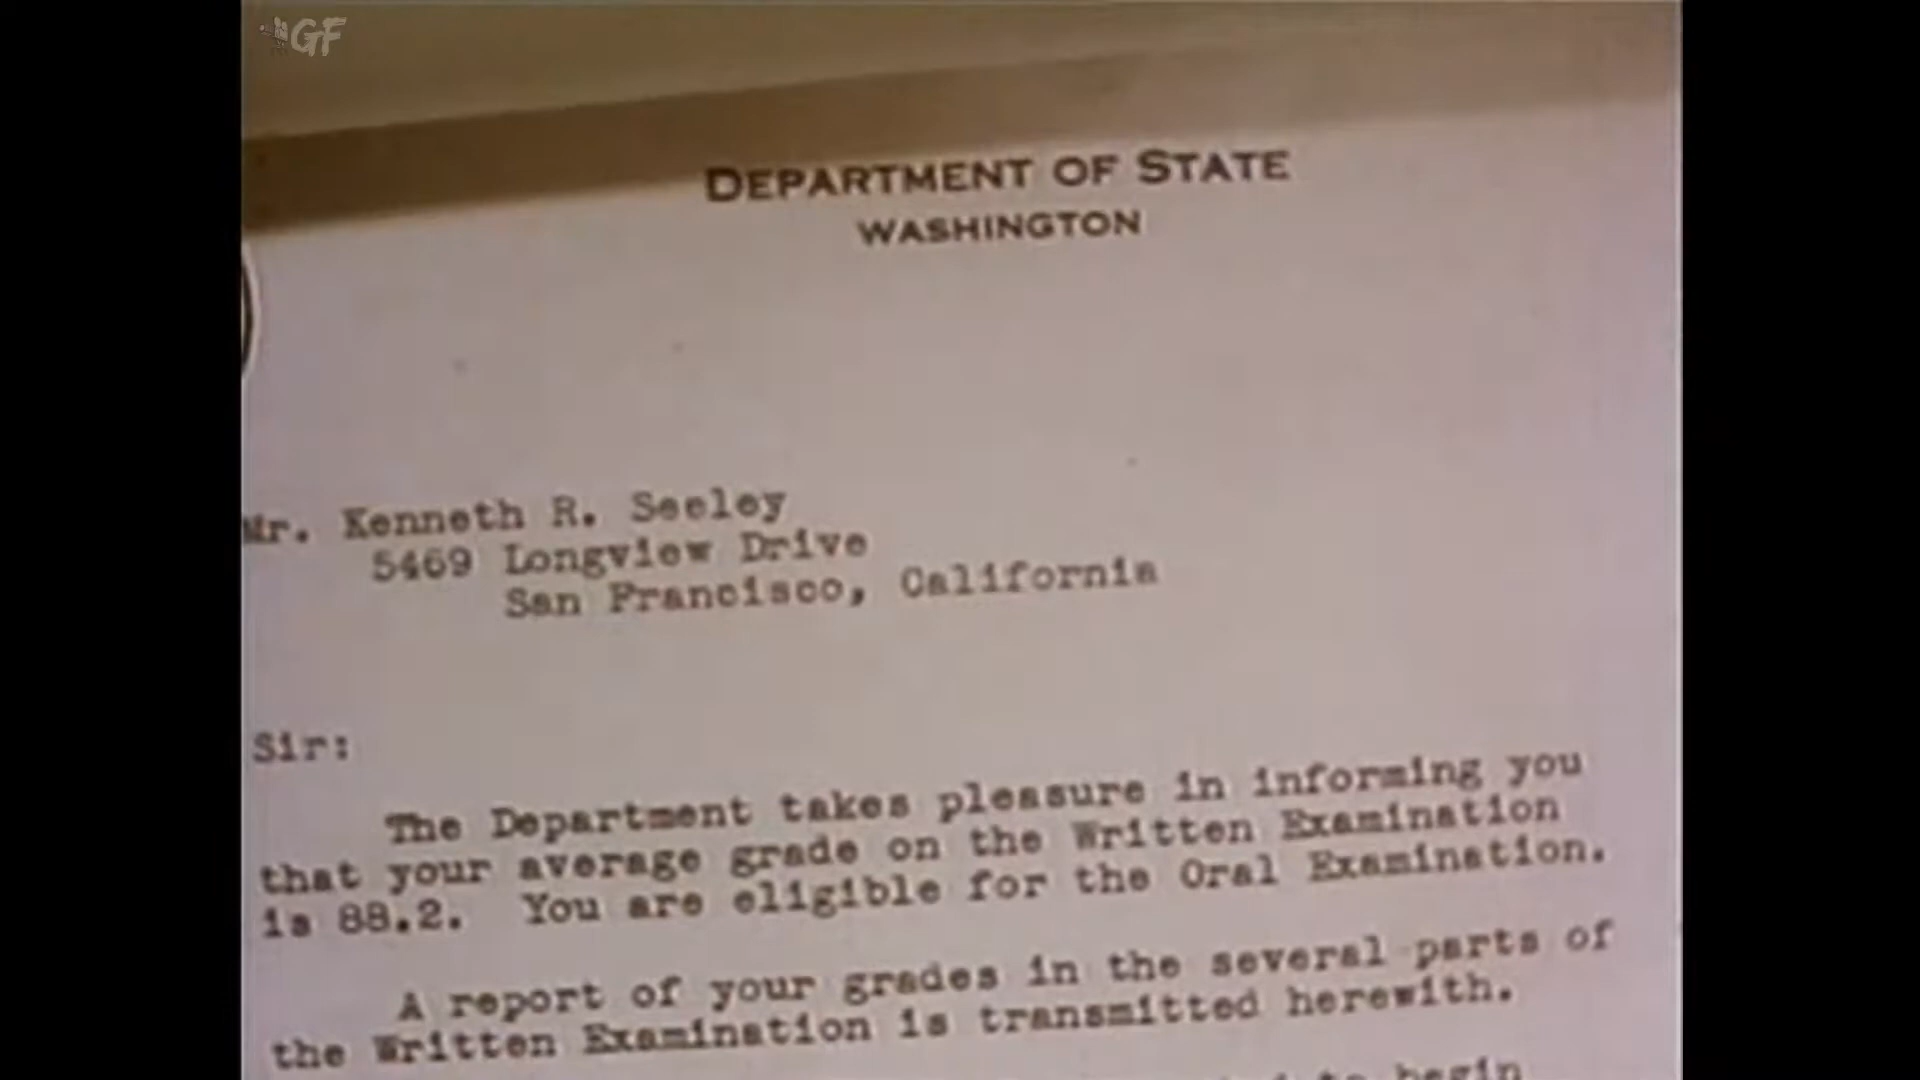 GF
DEPARTMENT OF STATE
WASHINGTON
Mr. Kenneth R. Seeley
5469 Longview Drive
San Francisco, California
Sir:
The Department takes pleasure in informing you
that your average grade on the Written Examination
is 88.2. You are eligible for the Oral Examination.
A report of your grades in the several parts of
the Written Examination is transmitted herewith.
to begin